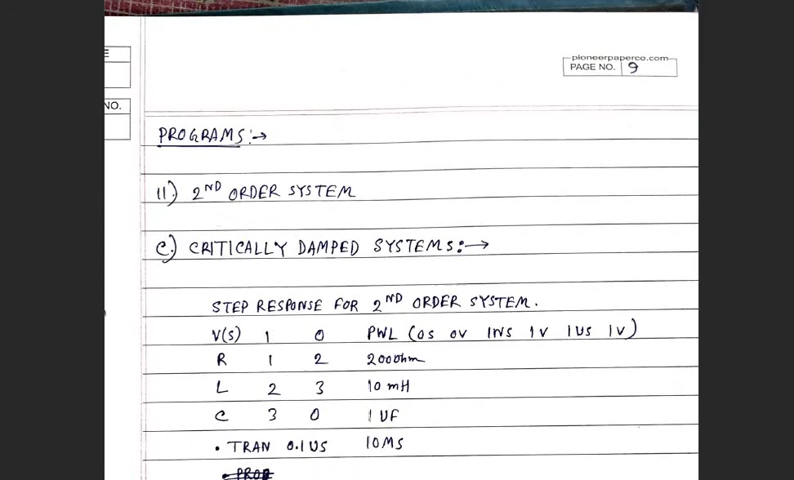 E
pioneerpaperco.com
PAGE NO. 9
NO.
PROGRAMS:→
11) 2ND ORDER SYSTEM
C.) CRITICALLY DAMPED SYSTEMS:→
STEP RESPONSE FOR 2ND ORDER SYSTEM.
V(S) 1 0 PWL (0S 0V 1NS 1V 1US 1V)
R 1 2 200Ohm
L 2 3 10 mH
C 3 0 1 UF
. TRAN 0.1US 10MS